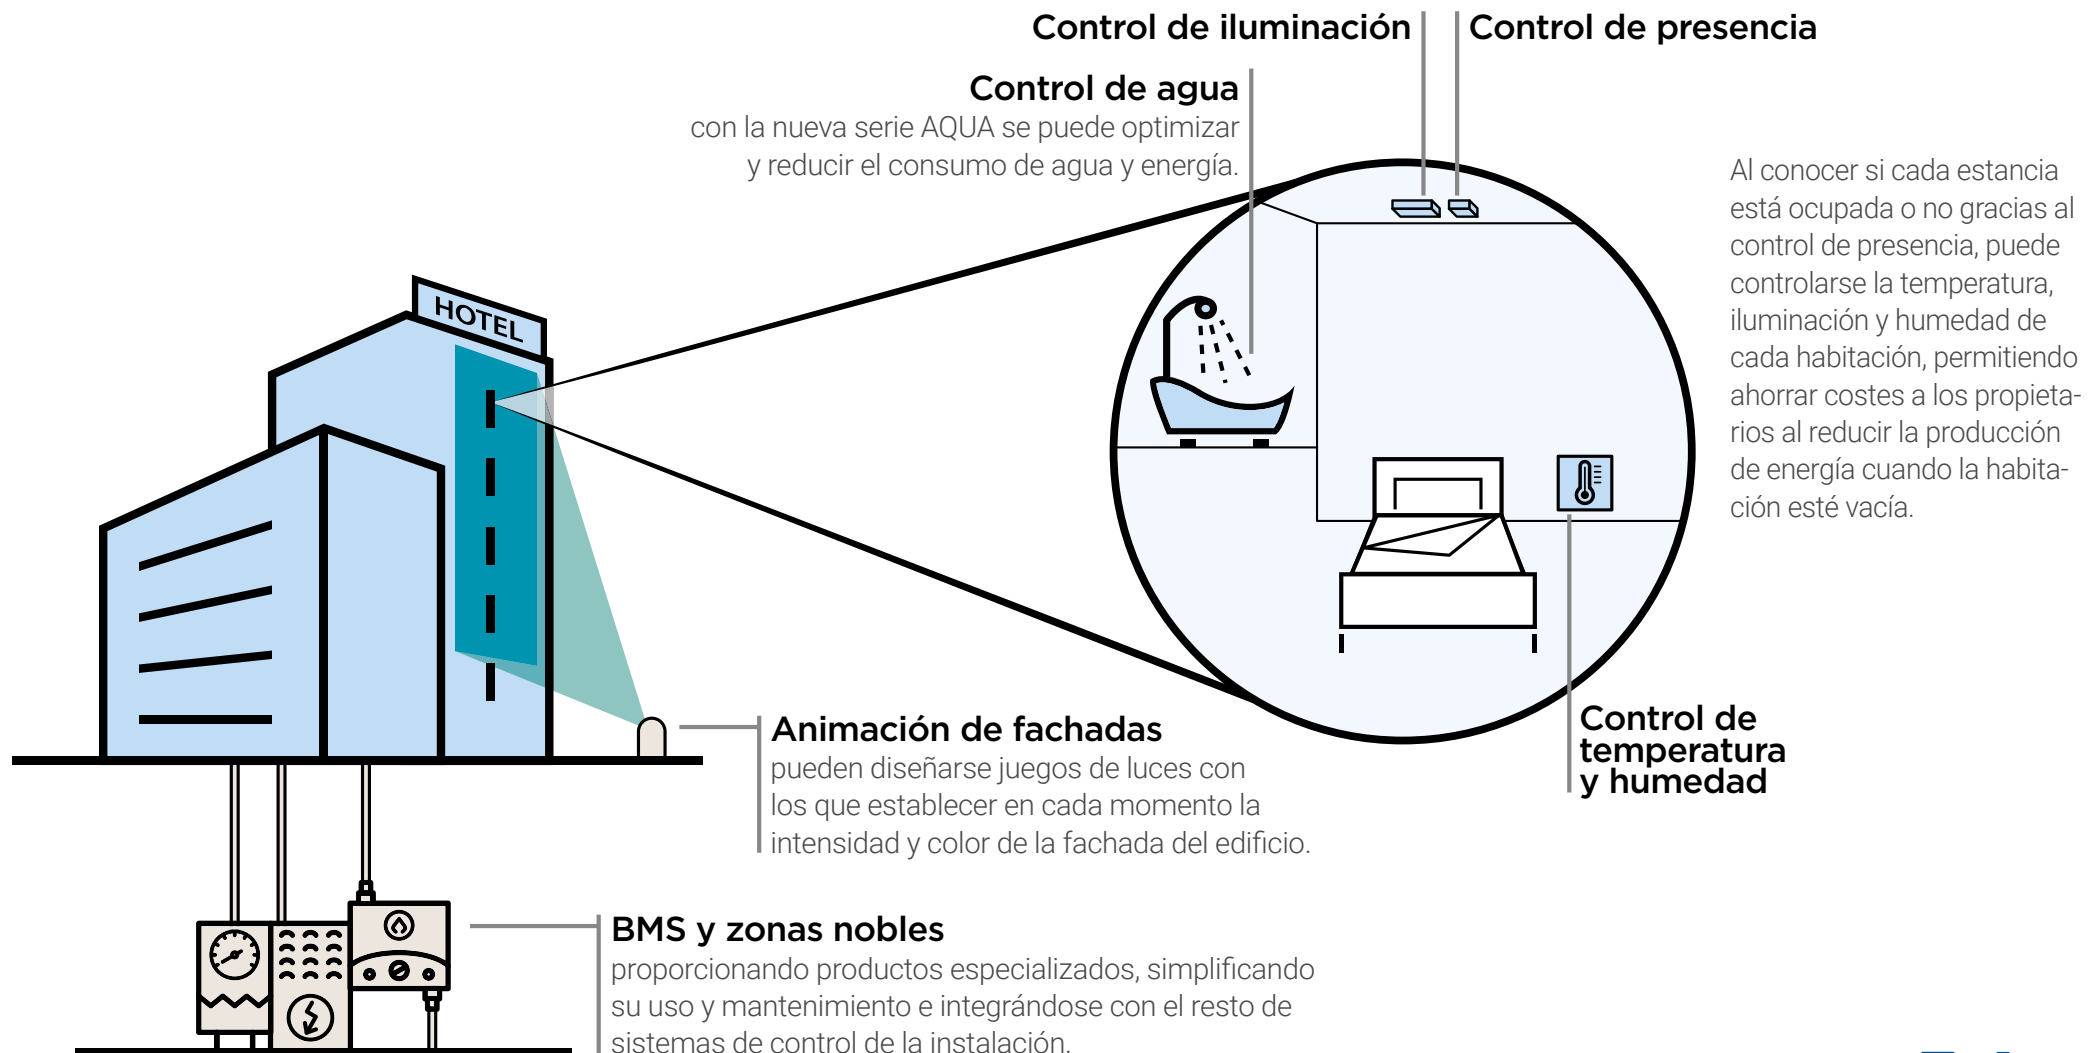 Control de iluminación
Control de presencia
Control de agua
con la nueva serie AQUA se puede optimizar
y reducir el consumo de agua y energía.
Al conocer si cada estancia
está ocupada o no gracias al
control de presencia, puede
controlarse la temperatura,
iluminación y humedad de
cada habitación, permitiendo
ahorrar costes a los propieta-
rios al reducir la producción
de energía cuando la habita-
ción esté vacía.
HOTEL
Control de
temperatura
y humedad
Animación de fachadas
pueden diseñarse juegos de luces con
los que establecer en cada momento la
intensidad y color de la fachada del edificio.
BMS y zonas nobles
proporcionando productos especializados, simplificando
su uso y mantenimiento e integrándose con el resto de
sistemas de control de la instalación.